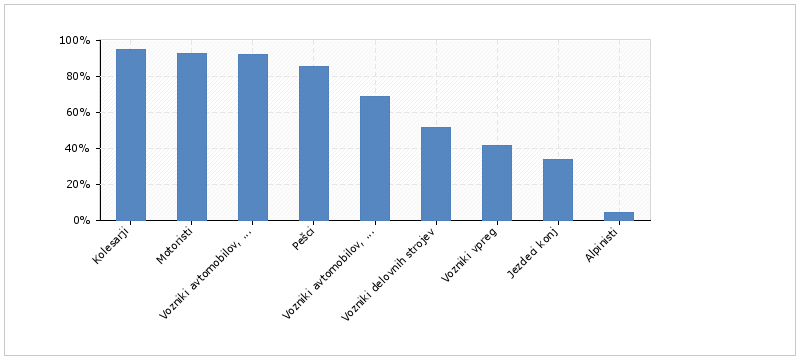 100%
80%
60%
40%
20%
0%
Kolesarji
Motoristi
Vozniki avtomobilov, ...
Pešci
Vozniki avtomobilov, ...
Vozniki delovnih strojev
Vozniki vpreg
Jezdeci konj
Alpinisti